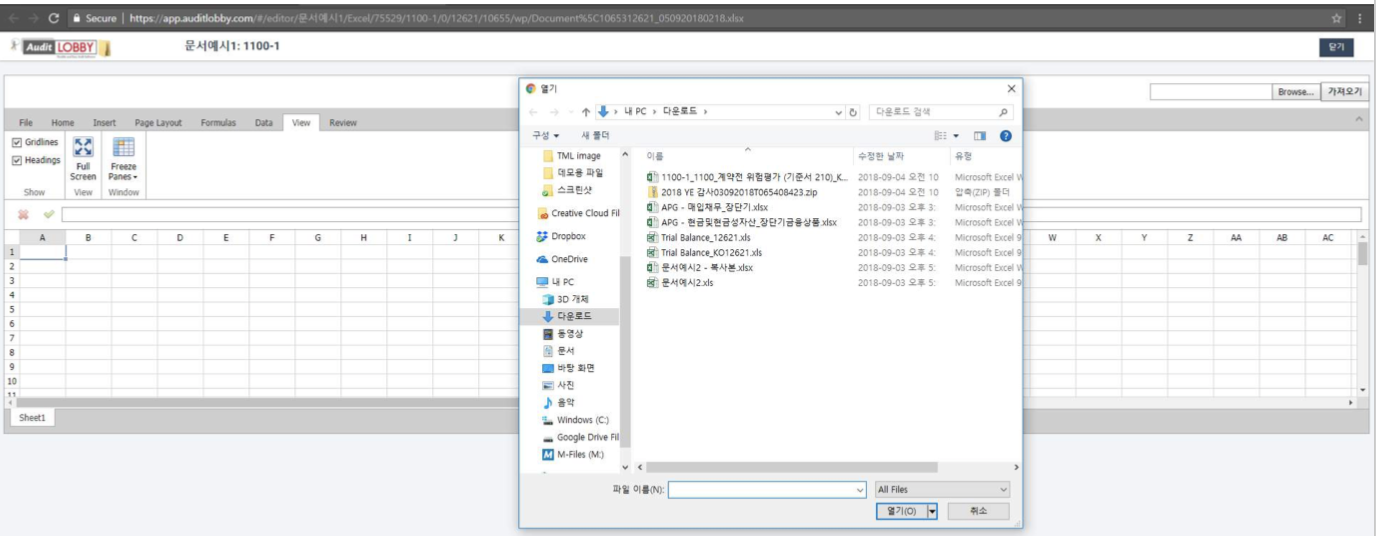 Secure | https://app.auditlobby.com/#/editor/문서예시1/Excel/75529/1100-1/0/12621/10655/wp/Document%5C1065312621_050920180218.xlsx
Audit LOBBY 문서예시1: 1100-1 닫기
Browse... 가져오기
File Home Insert Page Layout Formulas Data View Review
Gridlines
Headings
Full Screen
Freeze Panes
Show View Window
A B C D E F G H I J K W X Y Z AA AB AC
1
2
3
4
5
6
7
8
9
10
11
Sheet1
열기
내 PC › 다운로드 › 다운로드 검색
구성 새 폴더
이름 수정한 날짜 유형
TML image
데모용 파일
스크린샷
Creative Cloud Fil
Dropbox
OneDrive
내 PC
3D 개체
다운로드
동영상
문서
바탕 화면
사진
음악
Windows (C:)
Google Drive Fil
M-Files (M:)
1100-1_1100_계약전 위험평가 (기준서 210)_K... 2018-09-04 오전 10 Microsoft Excel W
2018 YE 감사03092018T065408423.zip 2018-09-04 오전 10 압축(ZIP) 폴더
APG - 매입채무_장단기.xlsx 2018-09-03 오후 3: Microsoft Excel W
APG - 현금및현금성자산_장단기금융상품.xlsx 2018-09-03 오후 3: Microsoft Excel W
Trial Balance_12621.xls 2018-09-03 오후 4: Microsoft Excel 9
Trial Balance_KO12621.xls 2018-09-03 오후 4: Microsoft Excel 9
문서예시2 - 복사본.xlsx 2018-09-03 오후 5: Microsoft Excel W
문서예시2.xls 2018-09-03 오후 5: Microsoft Excel 9
파일 이름(N): All Files
열기(O) 취소